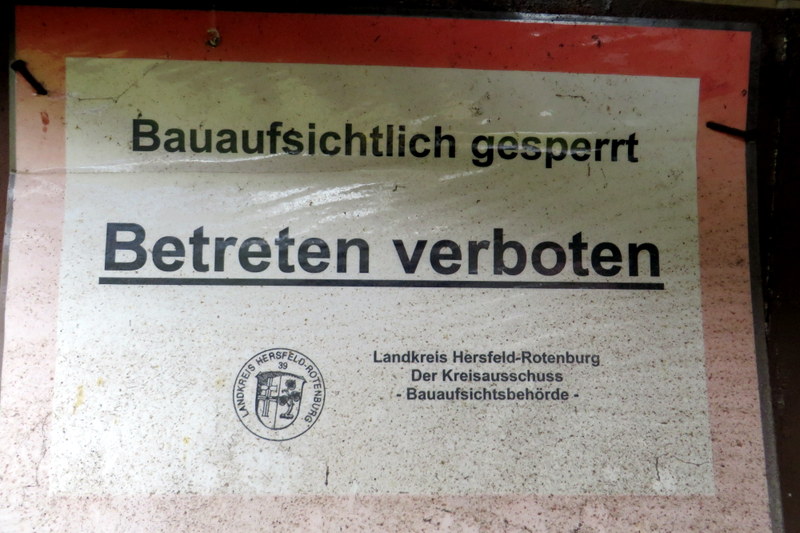 Bauaufsichtlich gesperrt
Betreten verboten
LANDKREIS HERSFELD-ROTENBURG
39
Landkreis Hersfeld-Rotenburg
Der Kreisausschuss
- Bauaufsichtsbehörde -